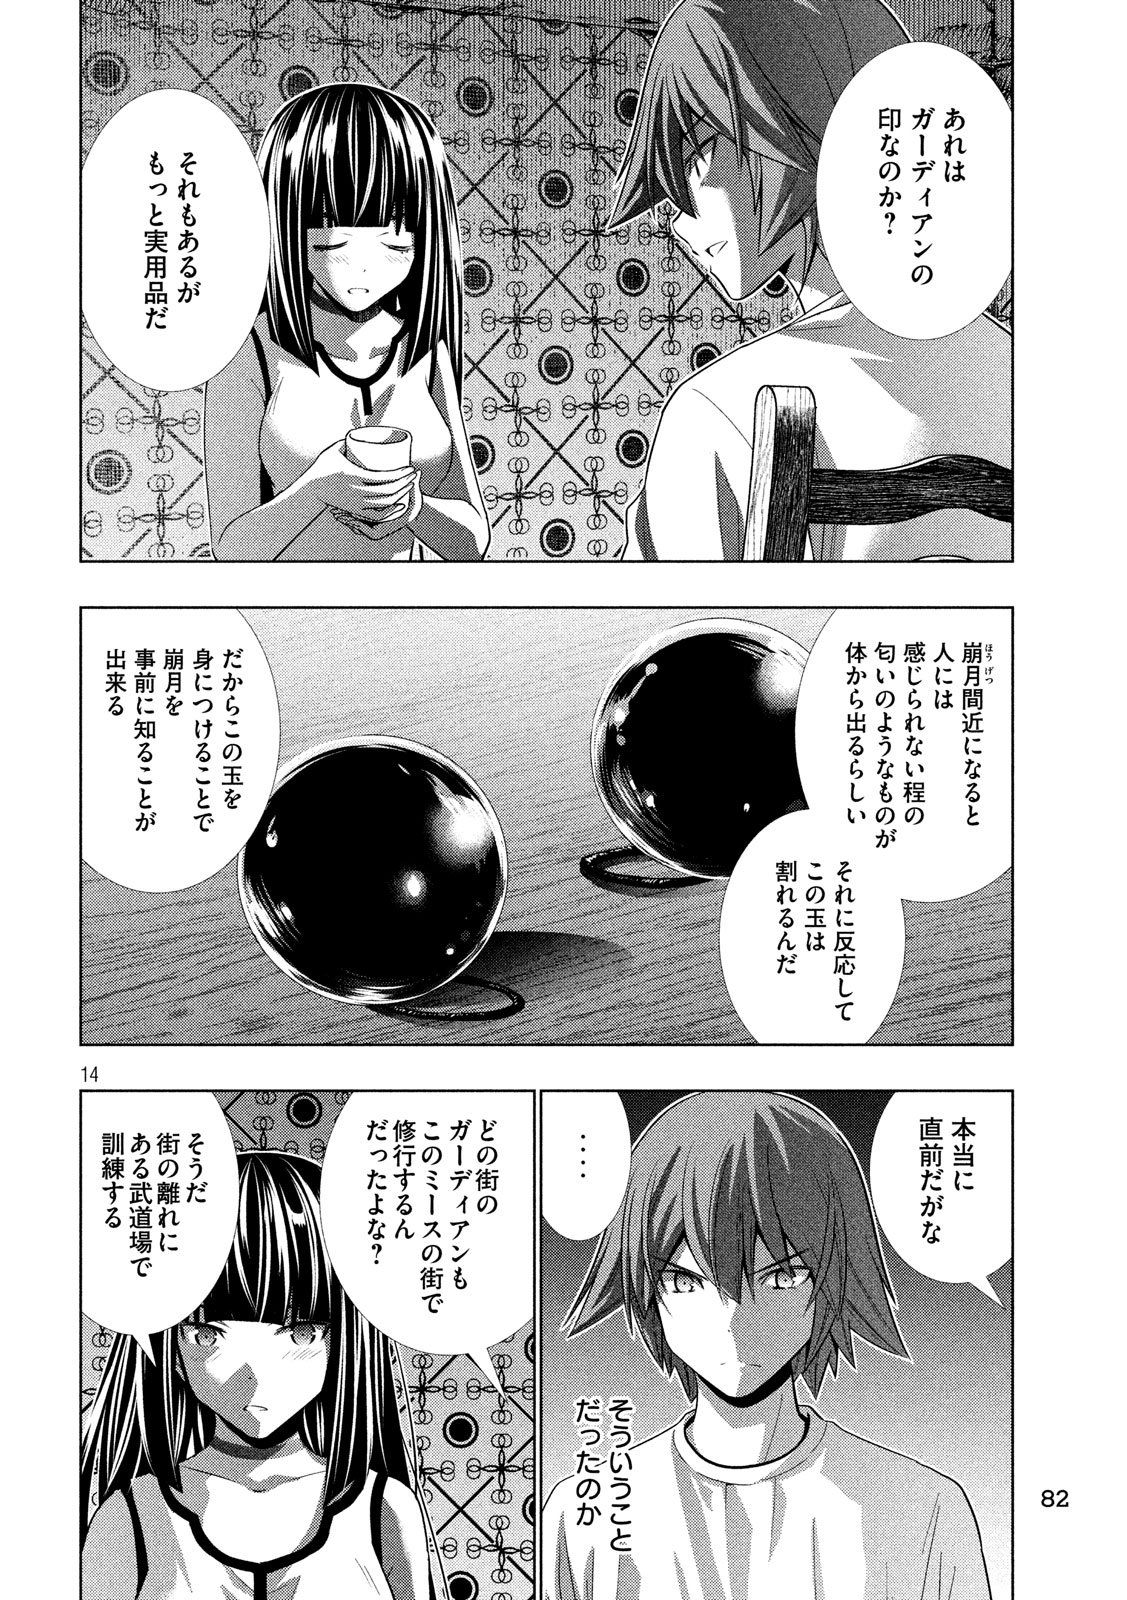 あれは
ガーディアンの
印なのか?
それもあるが
もっと実用品だ
崩月間近になると
ほうげつ
人には
感じられない程の
匂いのようなものが
体から出るらしい
それに反応して
この玉は
割れるんだ
だからこの玉を
身につけることで
崩月を
事前に知ることが
出来る
14
本当に
直前だがな
・・・・
そういうこと
だったのか
どの街の
ガーディアンも
このミースの街で
修行するん
だったよな?
そうだ
街の離れに
ある武道場で
訓練する
82